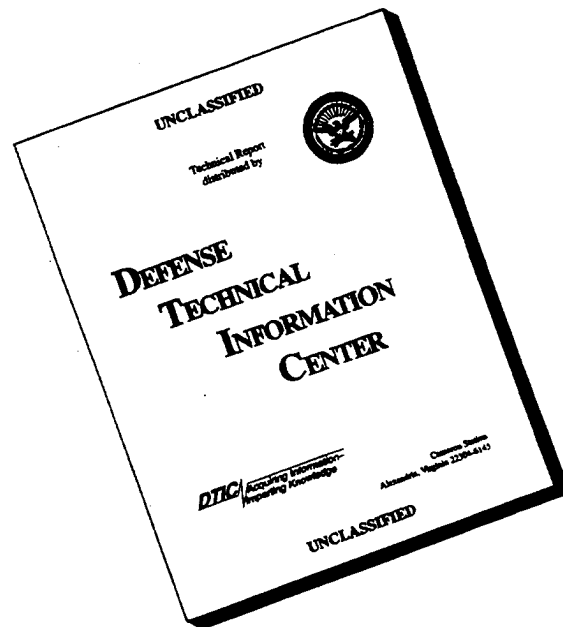 UNCLASSIFIED
Technical Report
distributed by
DEFENSE
TECHNICAL
INFORMATION
CENTER
DTIC
Acquiring Information-
Imparting Knowledge
Cameron Station
Alexandria, Virginia 22304-6145
UNCLASSIFIED